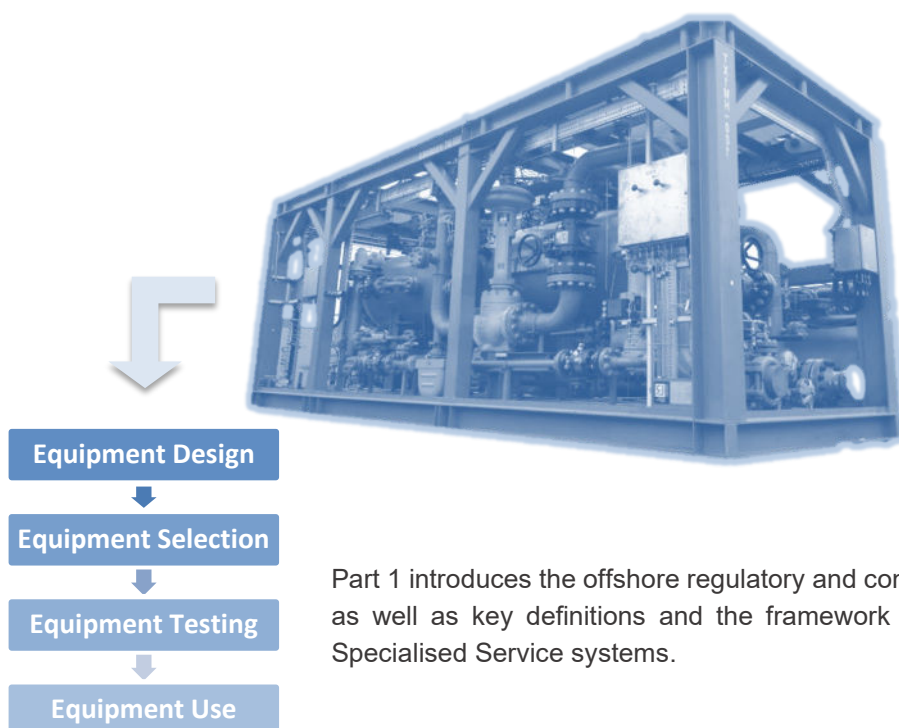 Equipment Design
Equipment Selection
Equipment Testing
Equipment Use
Part 1 introduces the offshore regulatory and
as well as key definitions and the framework
Specialised Service systems.